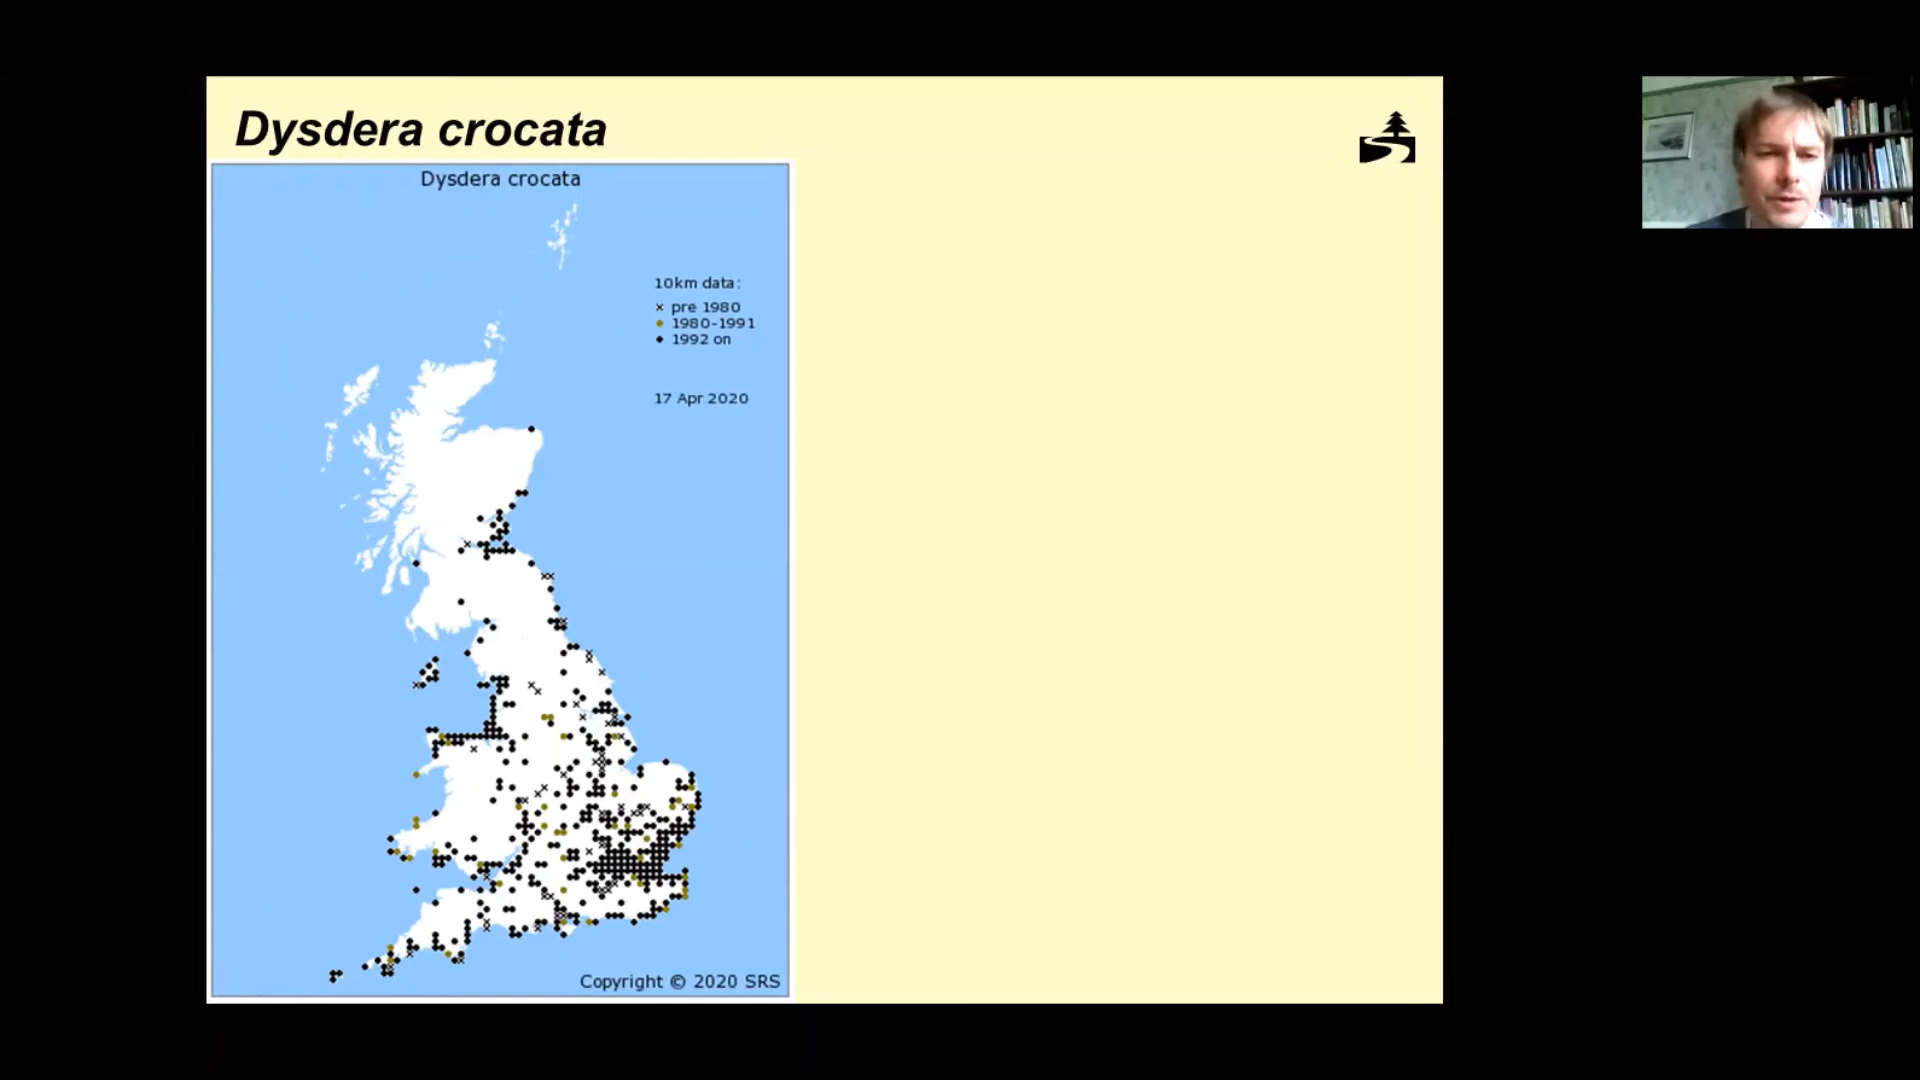 Dysdera crocata
Dysdera crocata
10km data:
× pre 1980
● 1980-1991
● 1992 on
17 Apr 2020
Copyright © 2020 SRS